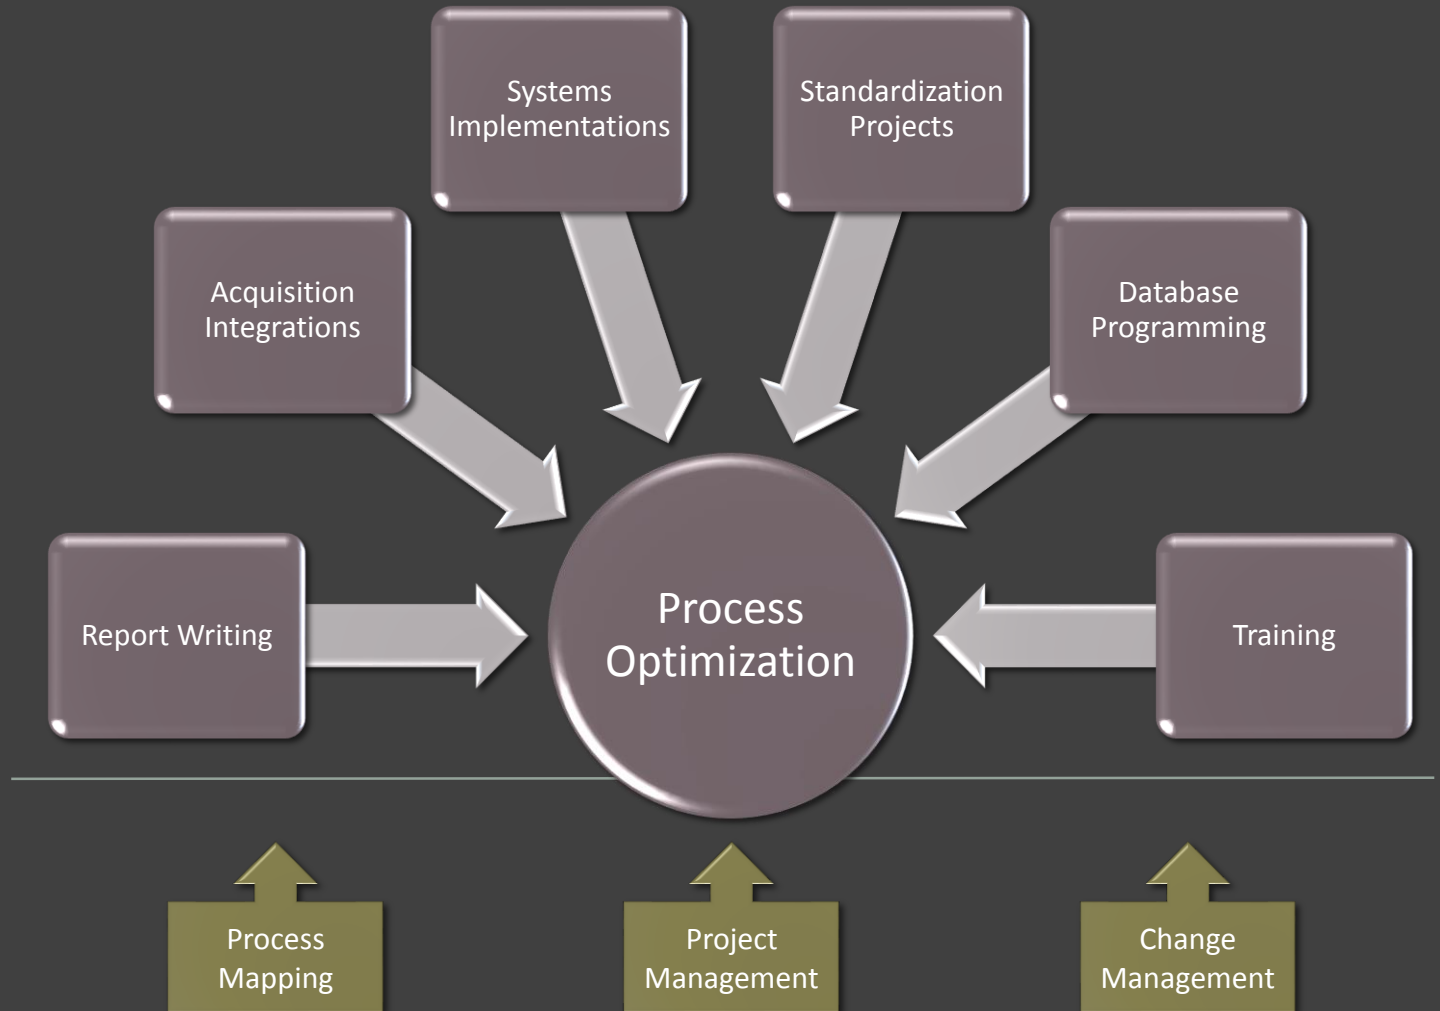 Systems
Implementations
Standardization
Projects
Acquisition
Integrations
Database
Programming
Report Writing
Process
Optimization
Training
Process
Mapping
Project
Management
Change
Management